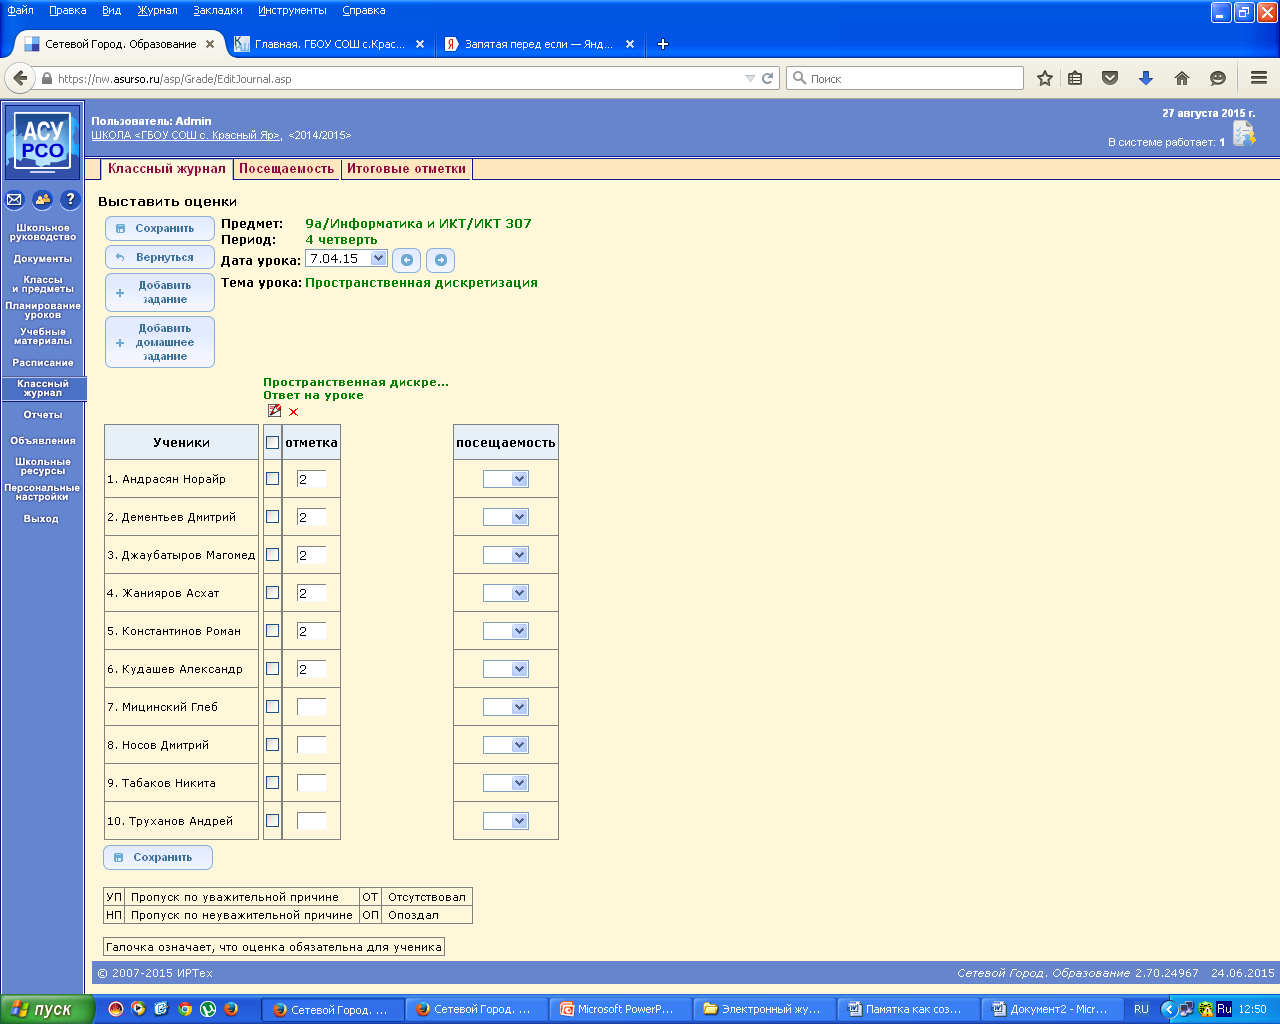 Файл Правка Вид Журнал Закладки Инструменты Справка
Сетевой Город. Образование Главная. ГБОУ СОШ с.Крас... Запятая перед если — Янд...
https://nw.asurso.ru/asp/Grade/EditJournal.asp Поиск
АСУ
РСО
Пользователь: Admin
ШКОЛА «ГБОУ СОШ с. Красный Яр», <2014/2015>
27 августа 2015 г.
В системе работает: 1
Классный журнал Посещаемость Итоговые отметки
?
Школьное
руководство
Документы
Классы
и предметы
Планирование
уроков
Учебные
материалы
Расписание
Классный
журнал
Отчеты
Объявления
Школьные
ресурсы
Персональные
настройки
Выход
Выставить оценки
Сохранить
Вернуться
Добавить
задание
Добавить
домашнее
задание
Предмет: 9а/Информатика и ИКТ/ИКТ 307
Период: 4 четверть
Дата урока: 7.04.15
Тема урока: Пространственная дискретизация
Пространственная дискре...
Ответ на уроке
Ученики отметка посещаемость
1. Андрасян Норайр 2
2. Дементьев Дмитрий 2
3. Джаубатыров Магомед 2
4. Жанияров Асхат 2
5. Константинов Роман 2
6. Кудашев Александр 2
7. Мицинский Глеб
8. Носов Дмитрий
9. Табаков Никита
10. Труханов Андрей
Сохранить
УП Пропуск по уважительной причине ОТ Отсутствовал
НП Пропуск по неуважительной причине ОП Опоздал
Галочка означает, что оценка обязательна для ученика
© 2007-2015 ИРТех Сетевой Город. Образование 2.70.24967 24.06.2015
пуск Сетевой Город. ... Сетевой Город. ... Microsoft PowerP... Электронный жу... Памятка как соз... Документ2 - Micr... RU Ru 12:50